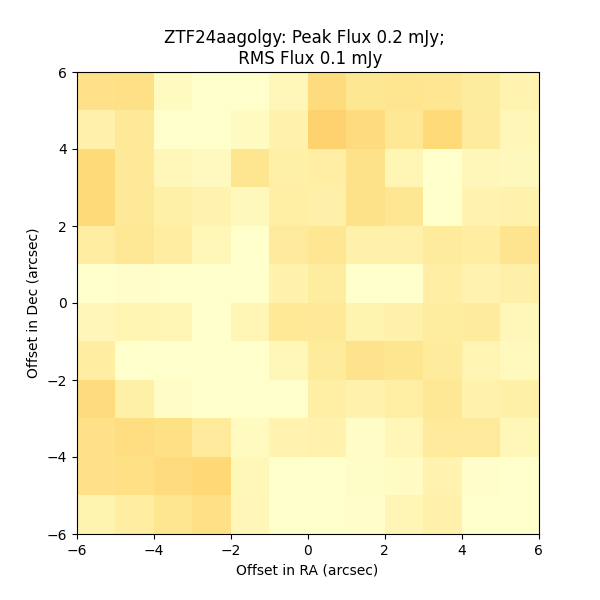 ZTF24aagolgy: Peak Flux 0.2 mJy;
RMS Flux 0.1 mJy
6
4
2
0
−2
−4
−6
Offset in Dec (arcsec)
−6 −4 −2 0 2 4 6
Offset in RA (arcsec)